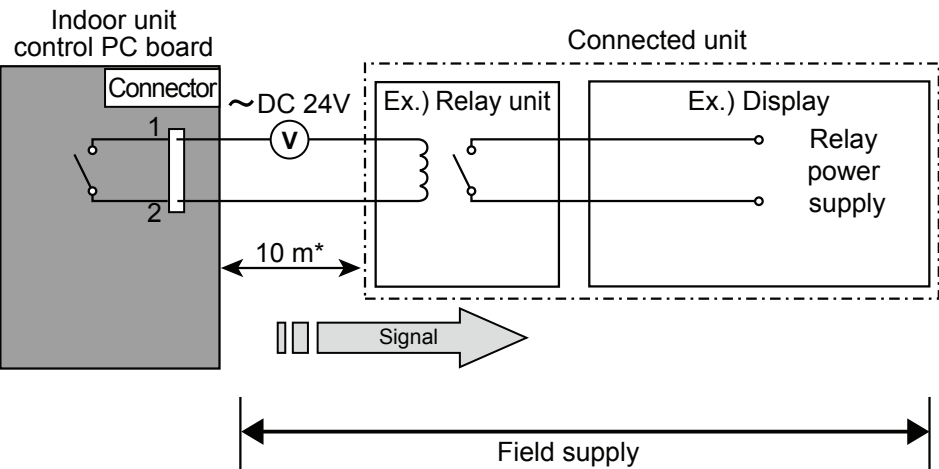 Indoor unit
control PC board
Connected unit
Connector
～DC 24V
Ex.) Relay unit
Ex.) Display
1
V
Relay
power
supply
2
10 m*
Signal
Field supply